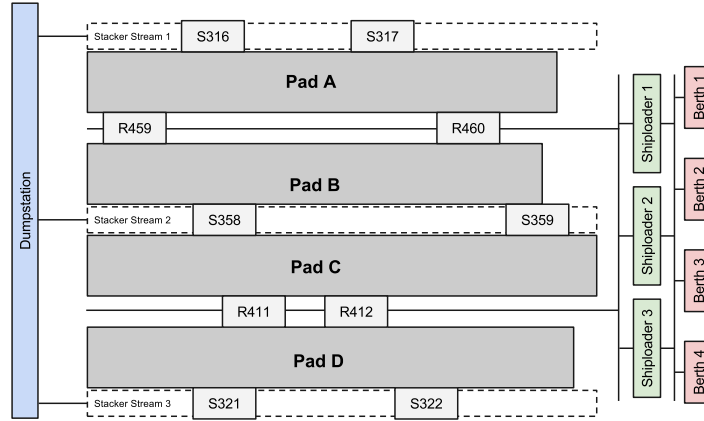 Dumpstation
Stacker Stream 1
S316
S317
Pad A
R459
R460
Pad B
Stacker Stream 2
S358
S359
Pad C
R411
R412
Pad D
Stacker Stream 3
S321
S322
Shiploader 1
Shiploader 2
Shiploader 3
Berth 1
Berth 2
Berth 3
Berth 4